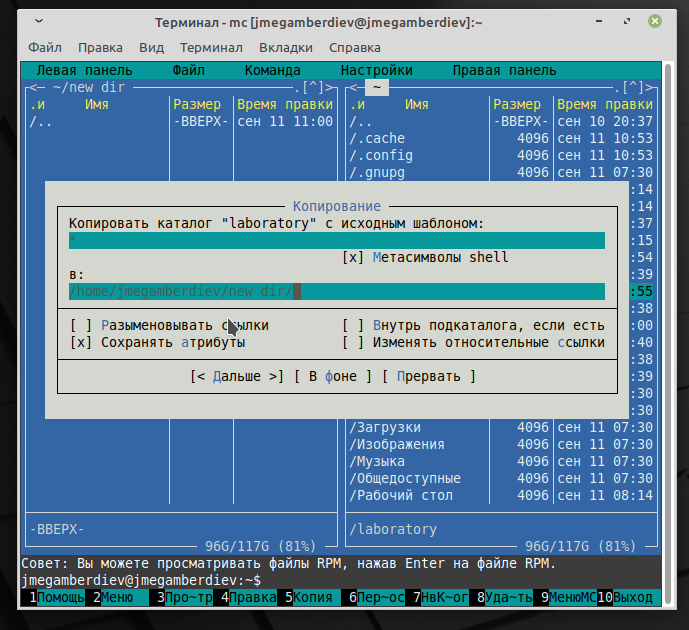 Терминал - mc [jmegamberdiev@jmegamberdiev]:~
Файл Правка Вид Терминал Вкладки Справка
Левая панель Файл Команда Настройки Правая панель
<─ ~/new dir .[^]> <─ ~ .[^]>
.и Имя Размер Время правки .и Имя Размер Время правки
/.. -ВВЕРХ- сен 11 11:00 /.. -ВВЕРХ- сен 10 20:37
/.cache 4096 сен 11 10:53
/.config 4096 сен 11 10:53
/.gnupg 4096 сен 11 07:30
:14
Копирование :14
Копировать каталог "laboratory" с исходным шаблоном: :37
* :15
[x] Метасимволы shell :54
в: :39
/home/jmegamberdiev/new dir/ :55
:38
[ ] Разыменовывать ссылки [ ] Внутрь подкаталога, если есть :00
[x] Сохранять атрибуты [ ] Изменять относительные ссылки :40
:38
[< Дальше >] [ В фоне ] [ Прервать ] :39
:30
:30
/Загрузки 4096 сен 11 07:30
/Изображения 4096 сен 11 07:30
/Музыка 4096 сен 11 07:30
/Общедоступные 4096 сен 11 07:30
/Рабочий стол 4096 сен 11 08:14
-ВВЕРХ- /laboratory
96G/117G (81%) 96G/117G (81%)
Совет: Вы можете просматривать файлы RPM, нажав Enter на файле RPM.
jmegamberdiev@jmegamberdiev:~$
1Помощь 2Меню 3Про~тр 4Правка 5Копия 6Пер~ос 7НвК~ог 8Уда~ть 9МенюMC 10Выход